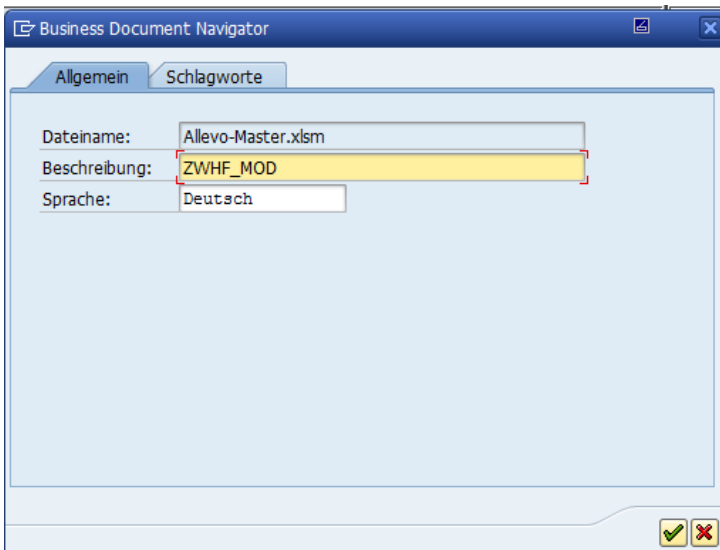 Business Document Navigator
Allgemein Schlagworte
Dateiname: Allevo-Master.xlsm
Beschreibung: ZWHF_MOD
Sprache: Deutsch